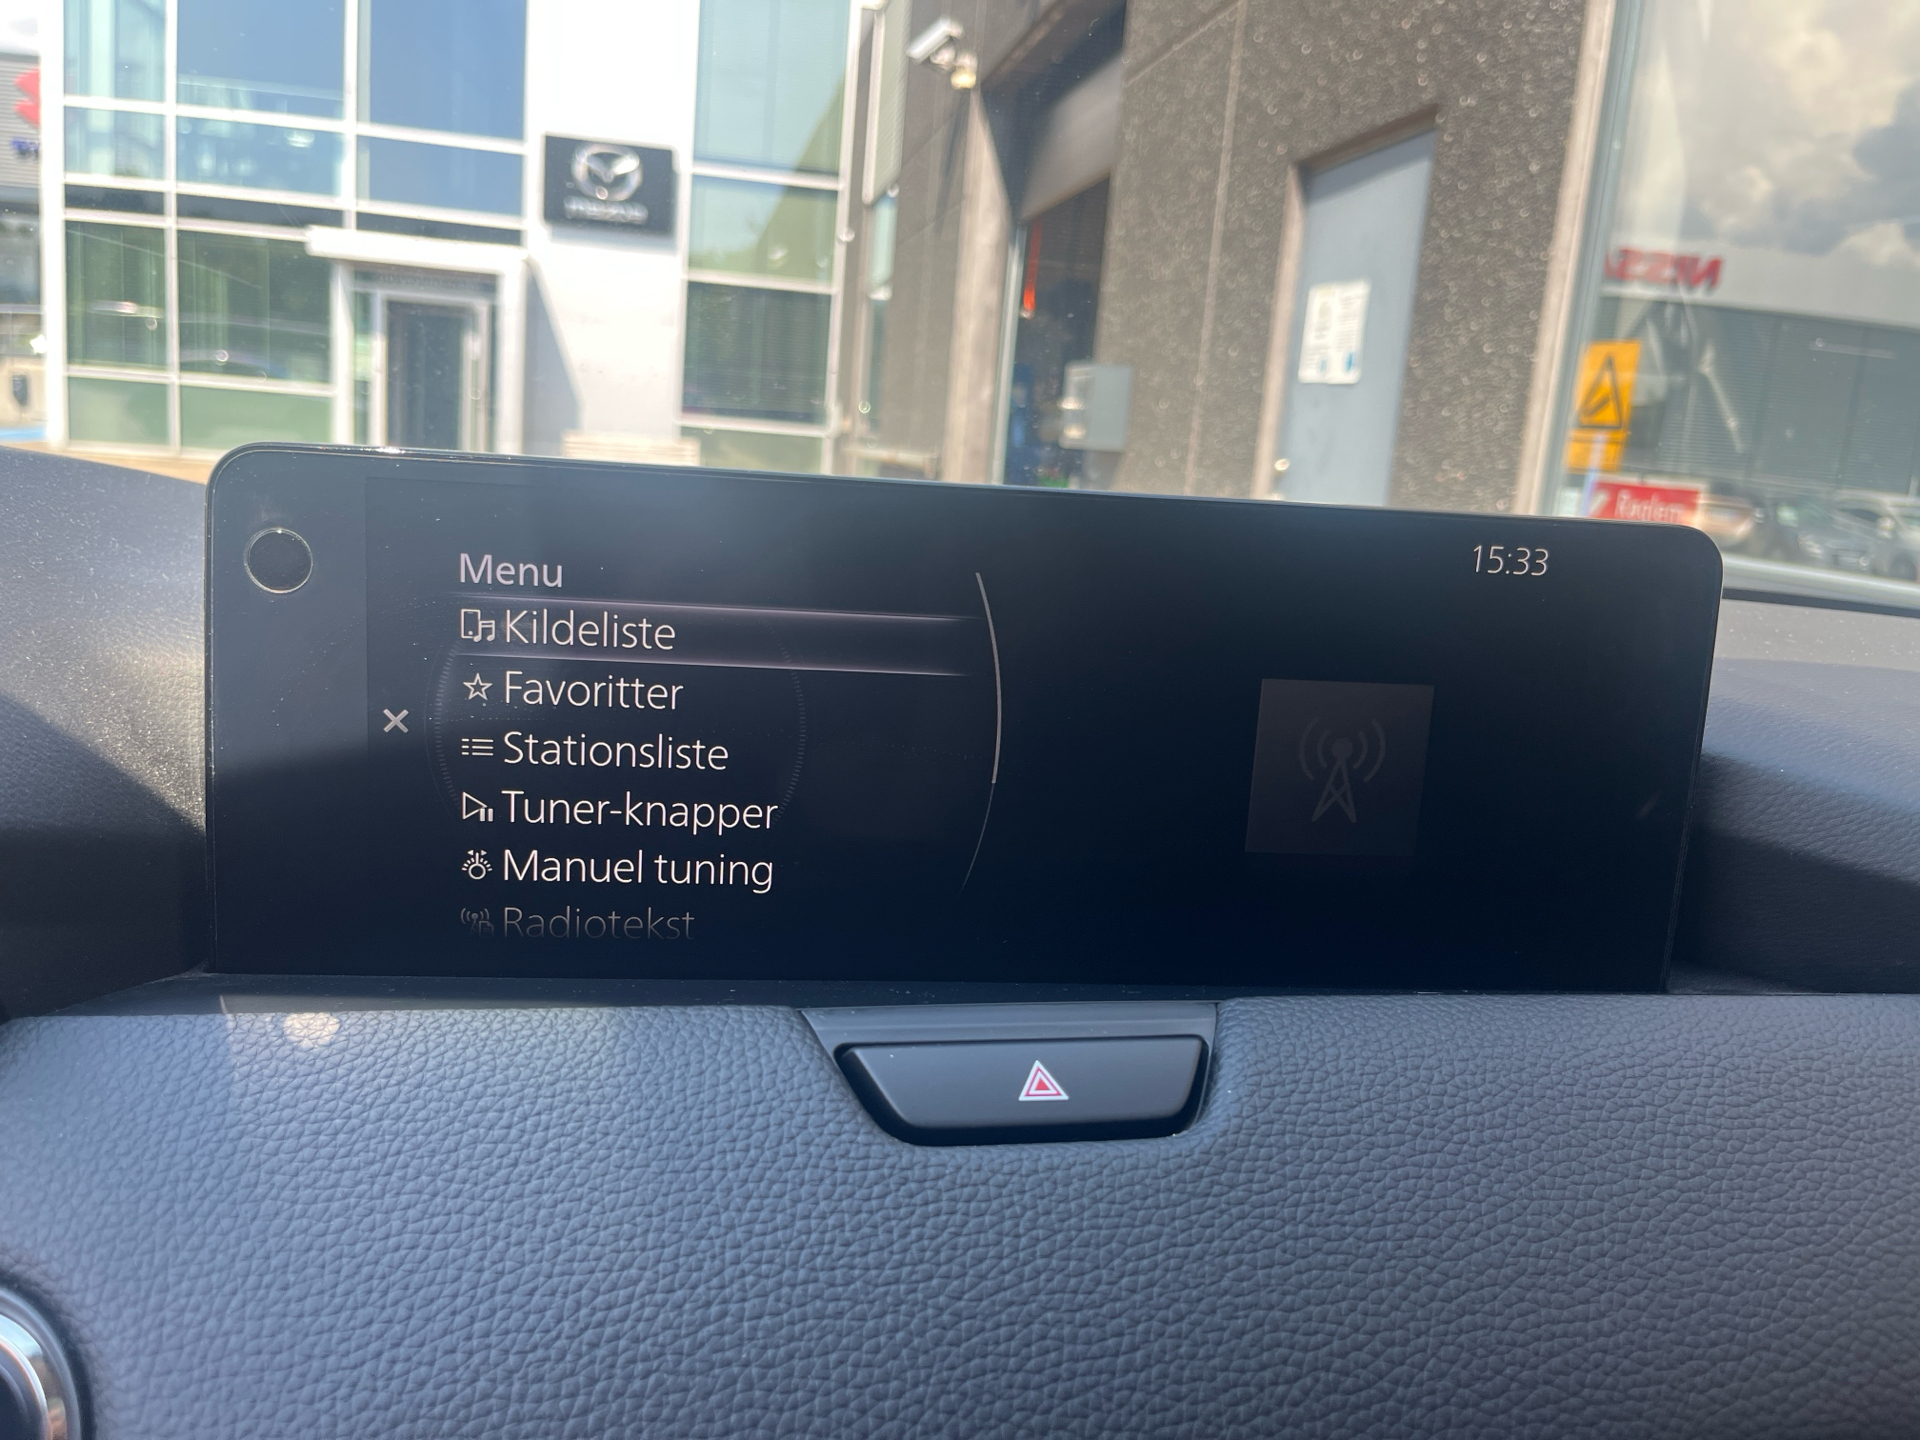 Menu
15:33
Kildeliste
Favoritter
Stationsliste
Tuner-knapper
Manuel tuning
Radiotekst